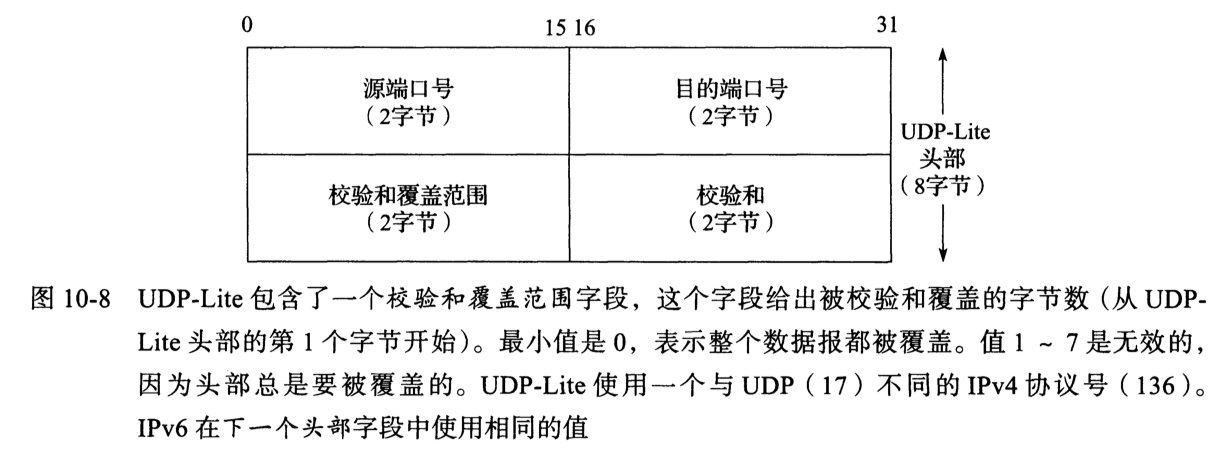 0 15 16 31
源端口号 目的端口号
（2字节） （2字节）
UDP-Lite
头部
（8字节）
校验和覆盖范围 校验和
（2字节） （2字节）
图 10-8 UDP-Lite 包含了一个校验和覆盖范围字段，这个字段给出被校验和覆盖的字节数（从 UDP-
Lite 头部的第 1 个字节开始）。最小值是 0，表示整个数据报都被覆盖。值 1 ~ 7 是无效的，
因为头部总是要被覆盖的。UDP-Lite 使用一个与 UDP（17）不同的 IPv4 协议号（136）。
IPv6 在下一个头部字段中使用相同的值